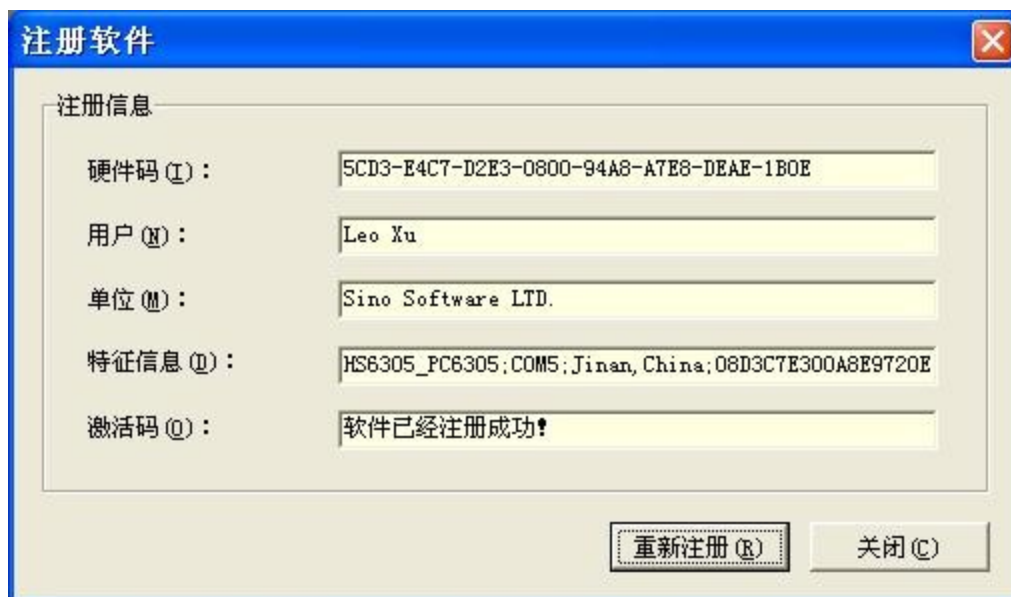 注册软件
注册信息
硬件码(I)： 5CD3-E4C7-D2E3-0800-94A8-A7E8-DEAE-1B0E
用户(N)： Leo Xu
单位(M)： Sino Software LTD.
特征信息(D)： HS6305_PC6305;COM5;Jinan,China;08D3C7E300A8E9720E
激活码(O)： 软件已经注册成功!
重新注册(R) 关闭(C)